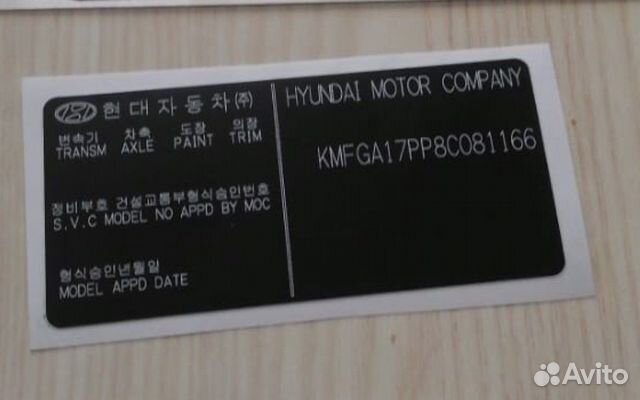 현대자동차㈜
변속기 차축 도장 의장
TRANSM AXLE PAINT TRIM
정비부호 건설교통부형식승인번호
S.V.C MODEL NO APPD BY MOC
형식승인년월일
MODEL APPD DATE
HYUNDAI MOTOR COMPANY
KMFGA17PP8C081166
Avito